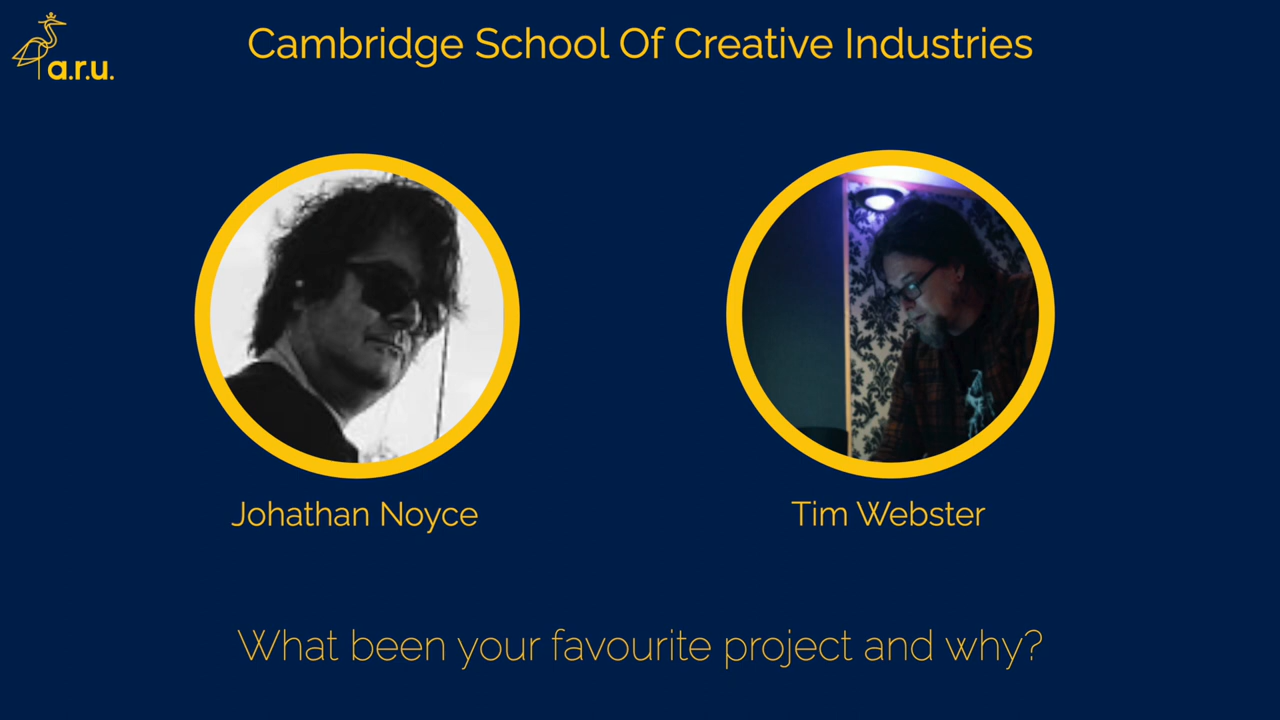 Cambridge School Of Creative Industries
a.r.u.
Johathan Noyce
Tim Webster
What been your favourite project and why?